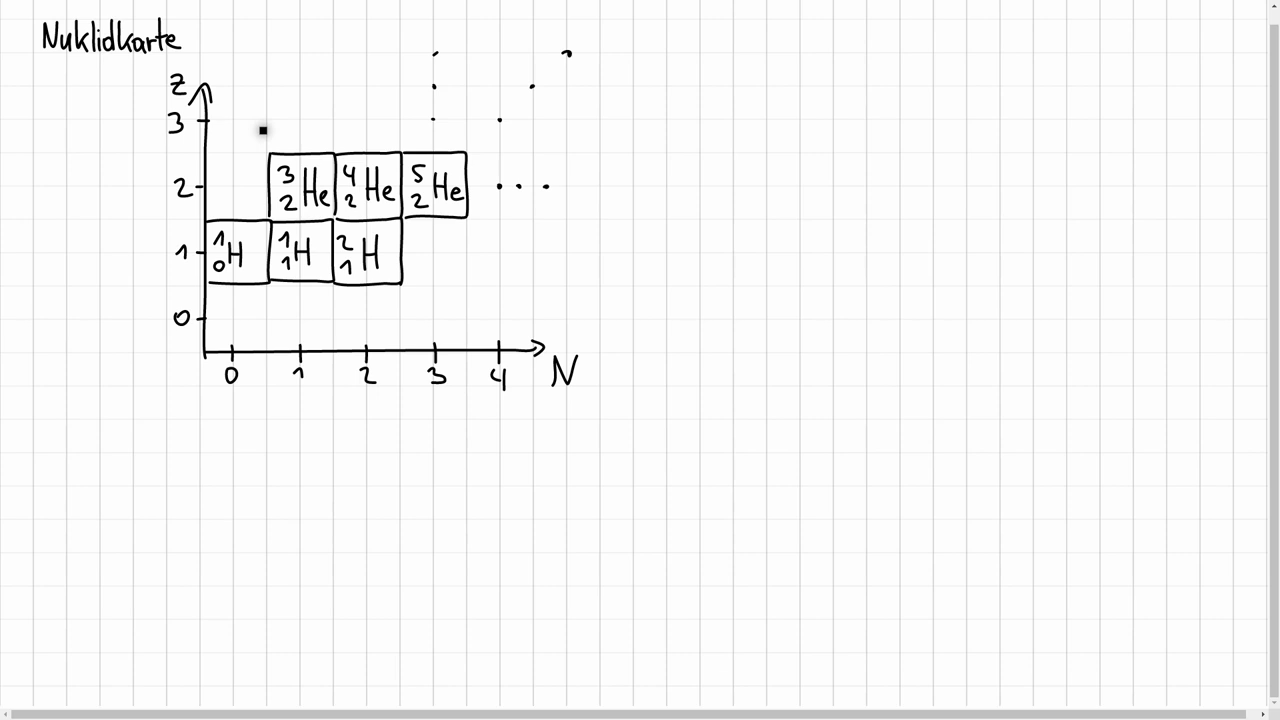 Nuklidkarte
Z
3
2
1
0
3 2 He 4 2 He 5 2 He ...
1 0 H 1 1 H 2 1 H
0 1 2 3 4 N